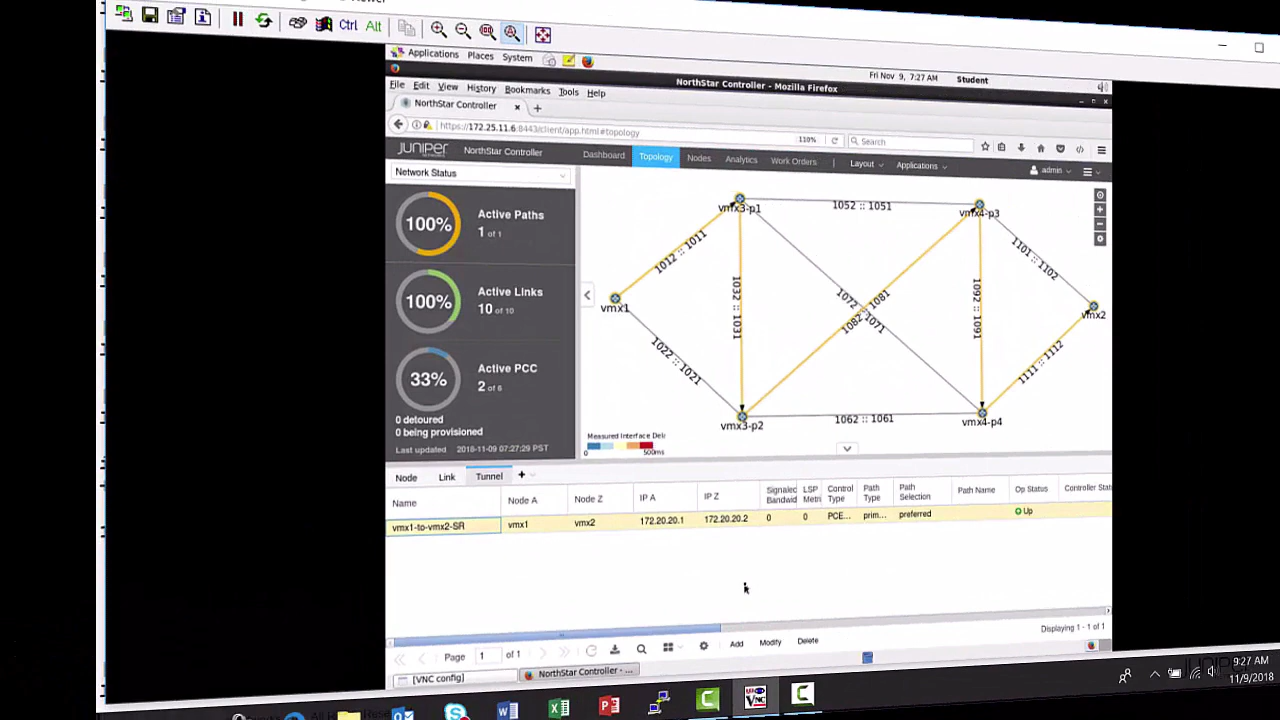 Ctrl Alt
Applications Places System
Fri Nov 9, 7:27 AM Student
NorthStar Controller - Mozilla Firefox
File Edit View History Bookmarks Tools Help
NorthStar Controller
https://172.25.11.6:8443/client/app.html#topology
110%
Search
JUNIPER
NETWORKS
NorthStar Controller
Dashboard Topology Nodes Analytics Work Orders Layout Applications
admin
Network Status
100%
Active Paths
1 of 1
100%
Active Links
10 of 10
33%
Active PCC
2 of 6
0 detoured
0 being provisioned
Last updated 2018-11-09 07:27:29 PST
vmx3-p1
1052 :: 1051
vmx4-p3
1012 :: 1011
1101 :: 1102
1032 :: 1031
1072 :: 1071
1082 :: 1081
1092 :: 1091
vmx1
vmx2
1022 :: 1021
1111 :: 1112
vmx3-p2
1062 :: 1061
vmx4-p4
Measured Interface Dela
0 500ms
Node Link Tunnel +
Name Node A Node Z IP A IP Z Signaled Bandwid LSP Metri Control Type Path Type Path Selection Path Name Op Status Controller Stat
vmx1-to-vmx2-SR vmx1 vmx2 172.20.20.1 172.20.20.2 0 0 PCE... prim... preferred Up
Displaying 1 - 1 of 1
Page 1 of 1
Add Modify Delete
[VNC config]
NorthStar Controller - ...
9:27 AM
11/9/2018